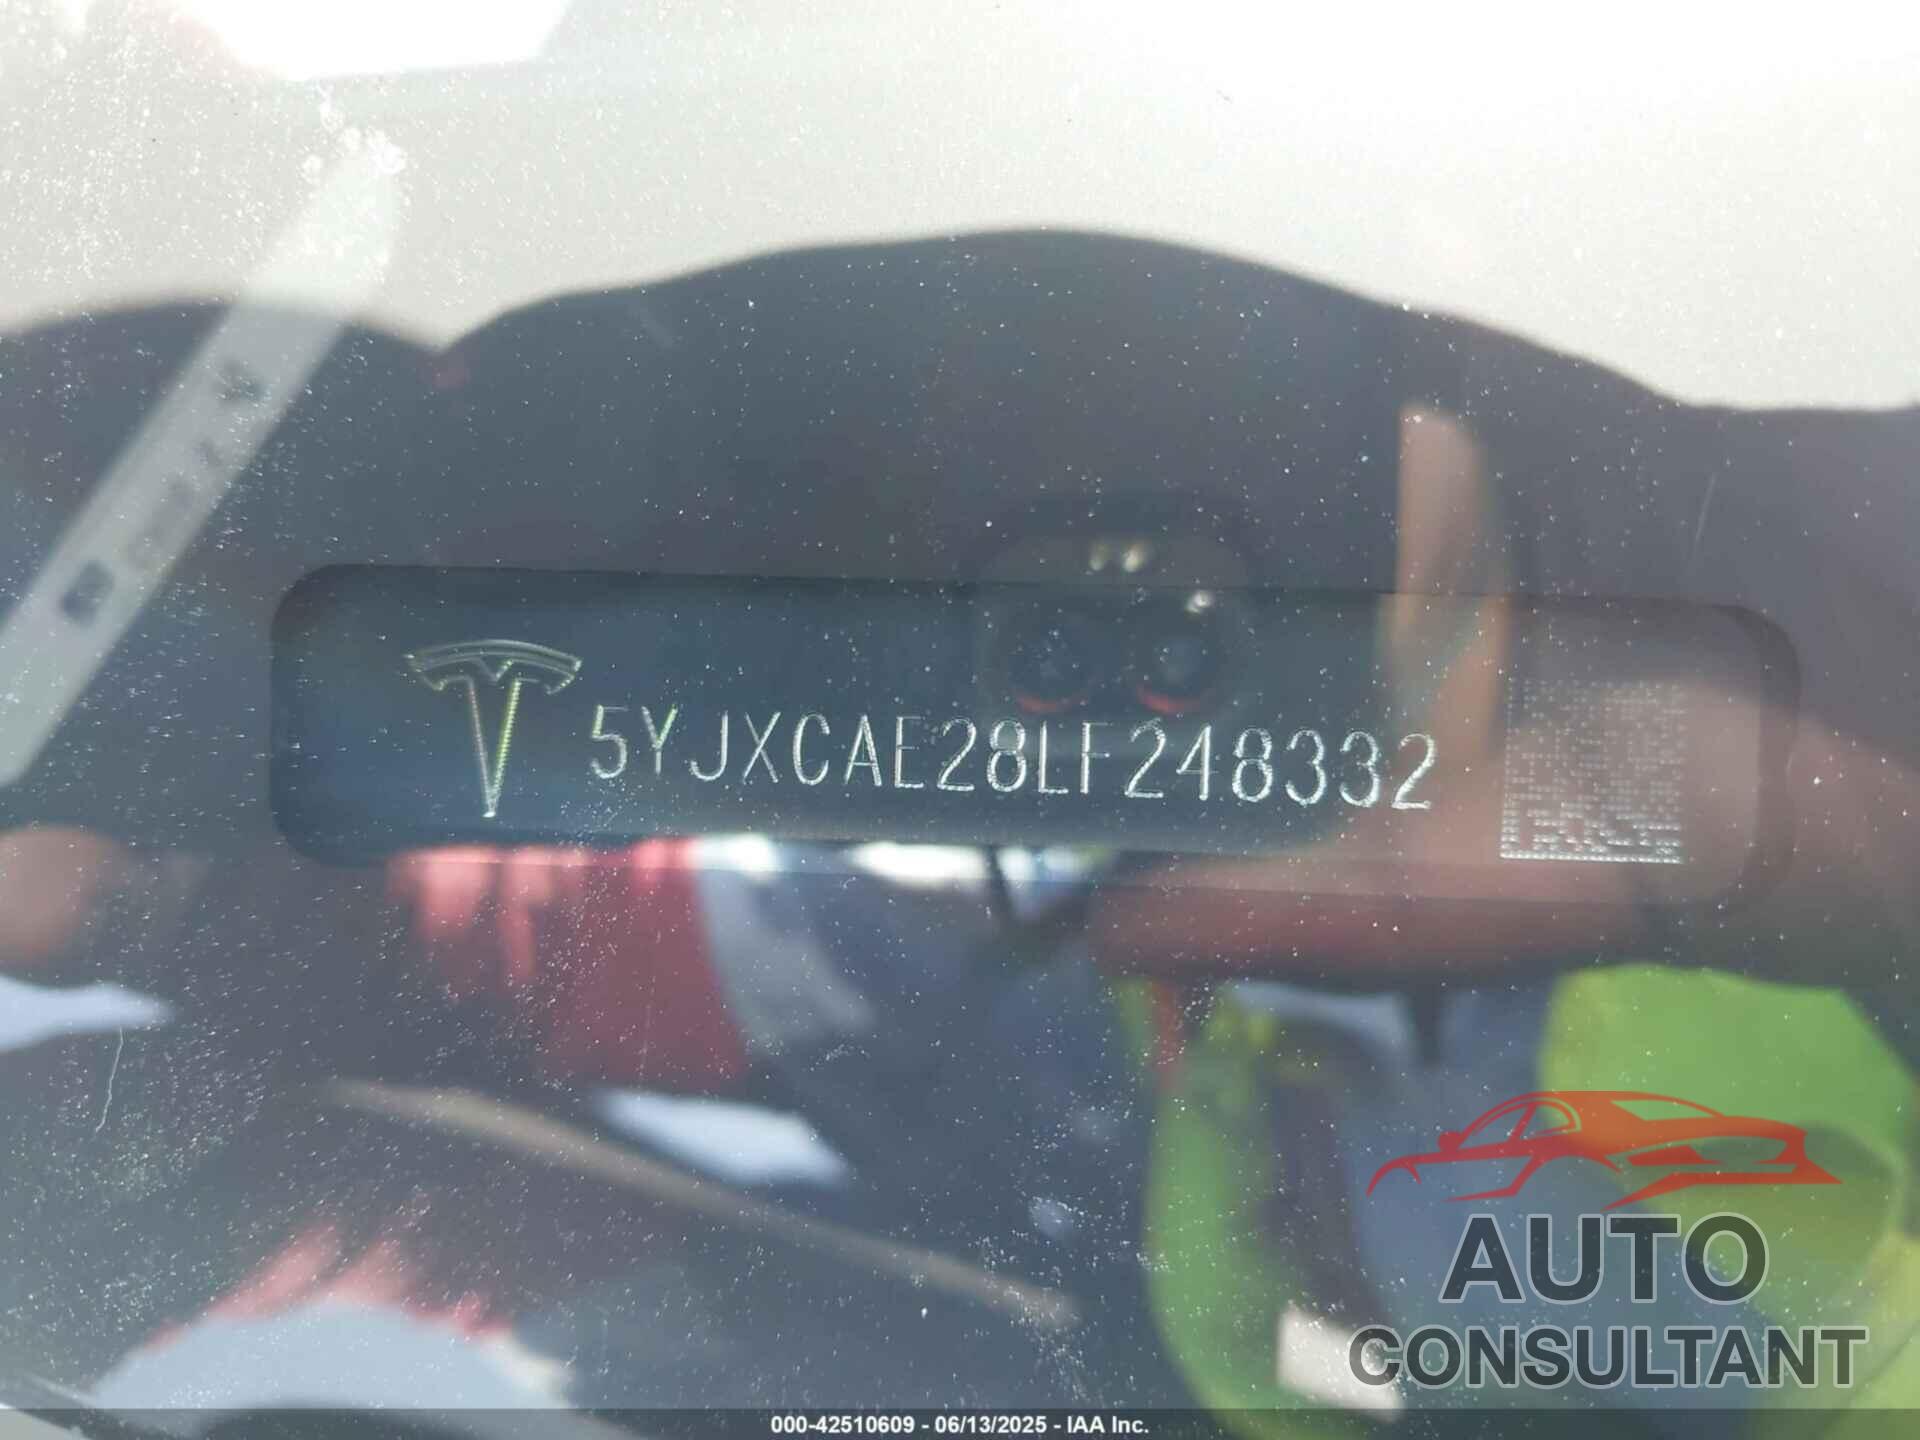 5YJXCAE28LF248332
AUTO
CONSULTANT
000-42510609 - 06/13/2025 - IAA Inc.